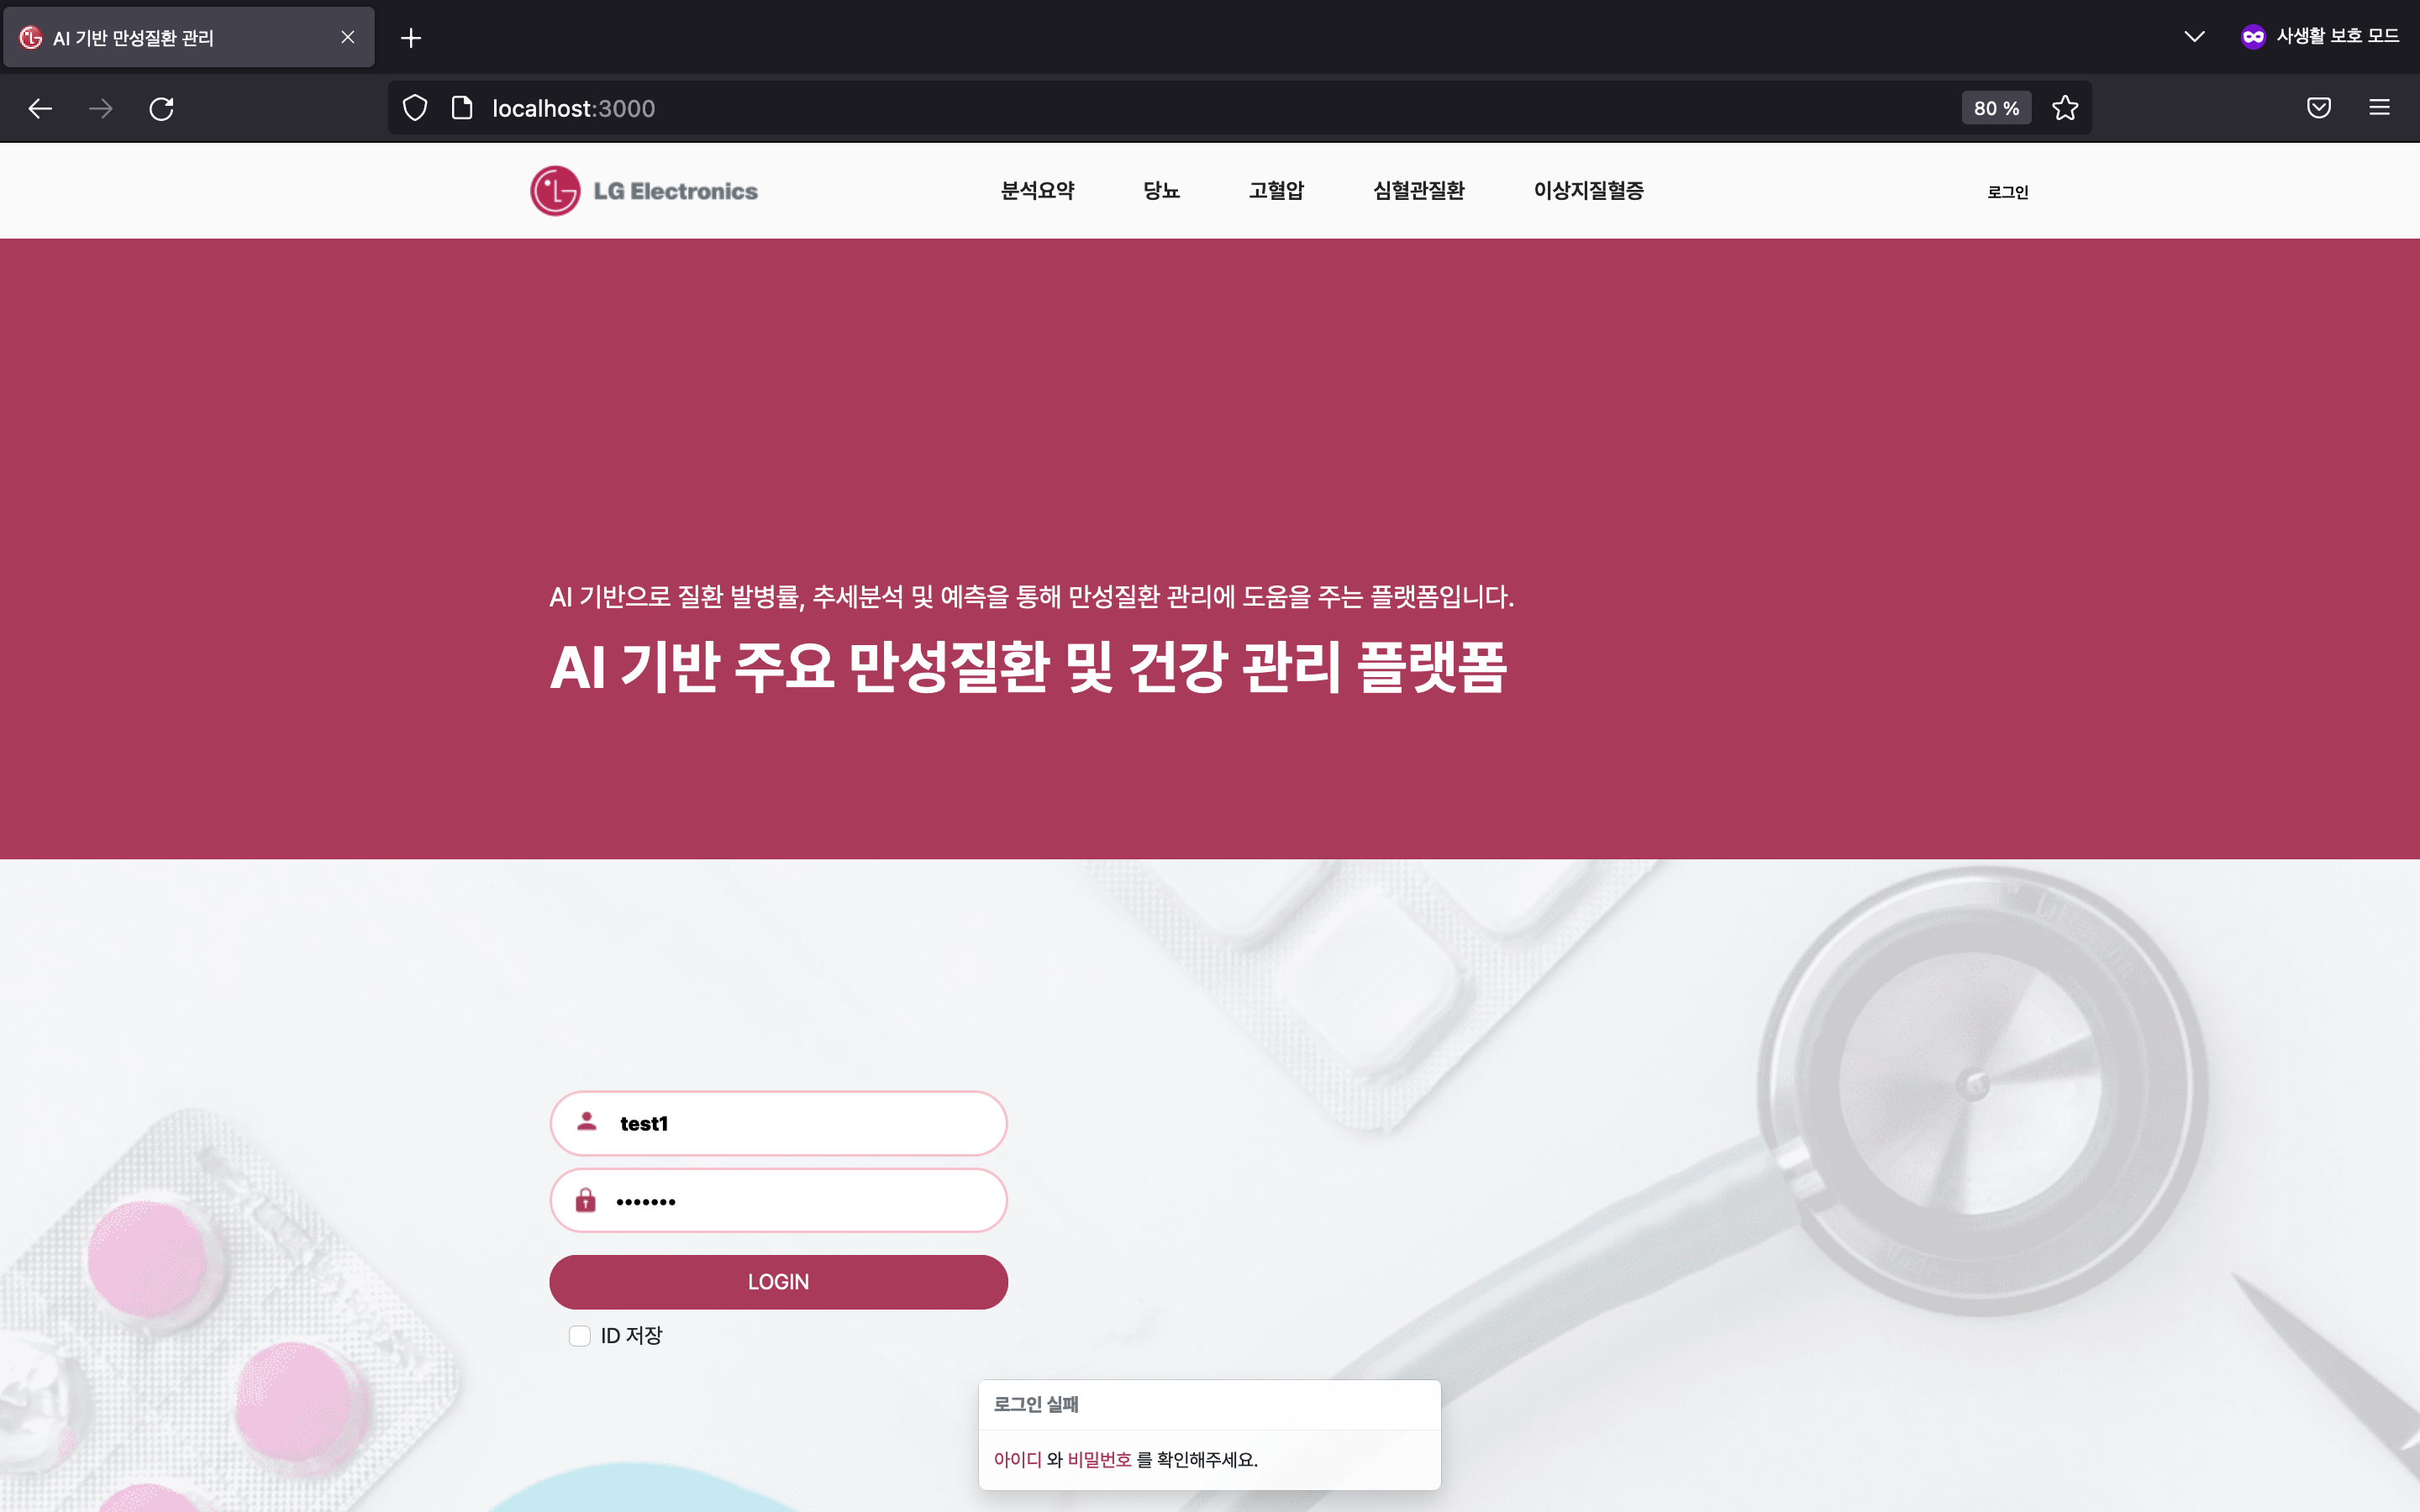 AI 기반 만성질환 관리
사생활 보호 모드
localhost:3000
80 %
LG Electronics
분석요약 당뇨 고혈압 심혈관질환 이상지질혈증
로그인
AI 기반으로 질환 발병률, 추세분석 및 예측을 통해 만성질환 관리에 도움을 주는 플랫폼입니다.
AI 기반 주요 만성질환 및 건강 관리 플랫폼
test1
•••••••
LOGIN
ID 저장
로그인 실패
아이디 와 비밀번호 를 확인해주세요.